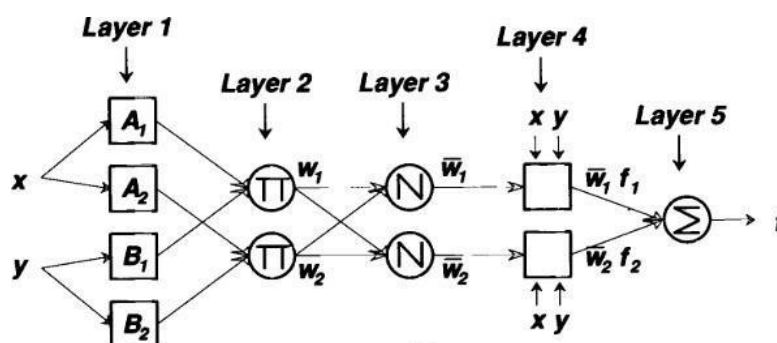 Layer 1
Layer 4
Layer 2 Layer 3
A₁ x y Layer 5
x w₁ w̅₁ w̅₁ f₁
A₂ Π N
Σ
y B₁ Π w₂ N w̅₂ w̅₂ f₂
B₂ x y